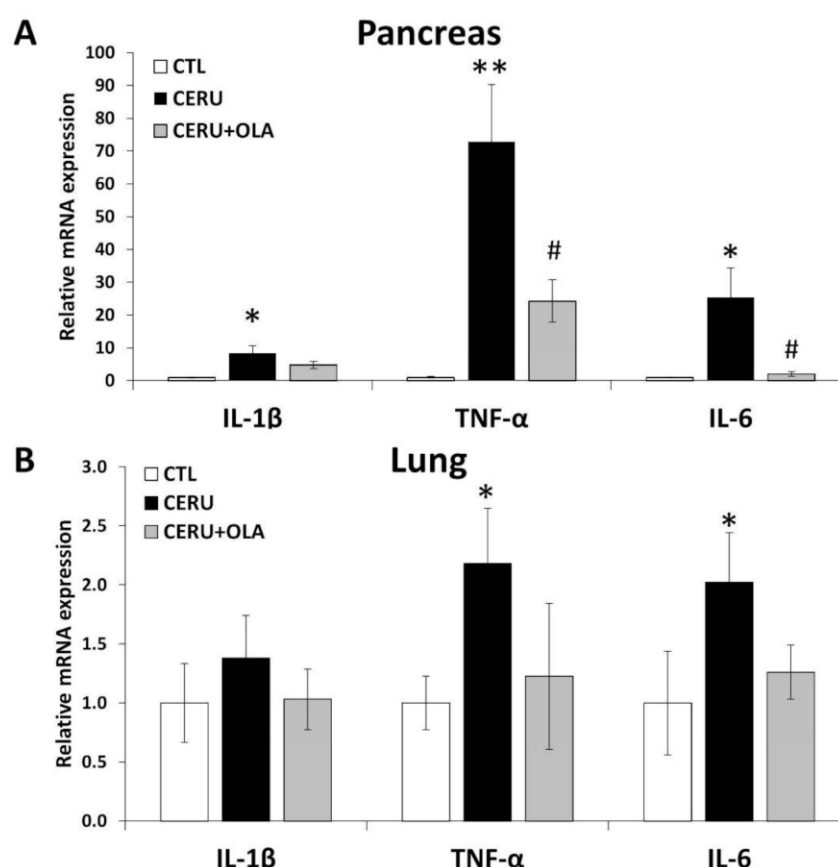 A
Pancreas
Relative mRNA expression
100
90
80
70
60
50
40
30
20
10
0
CTL
CERU
CERU+OLA
*
**
#
*
#
IL-1β
TNF-α
IL-6
B
Lung
Relative mRNA expression
3.0
2.5
2.0
1.5
1.0
0.5
0.0
CTL
CERU
CERU+OLA
*
*
IL-1β
TNF-α
IL-6